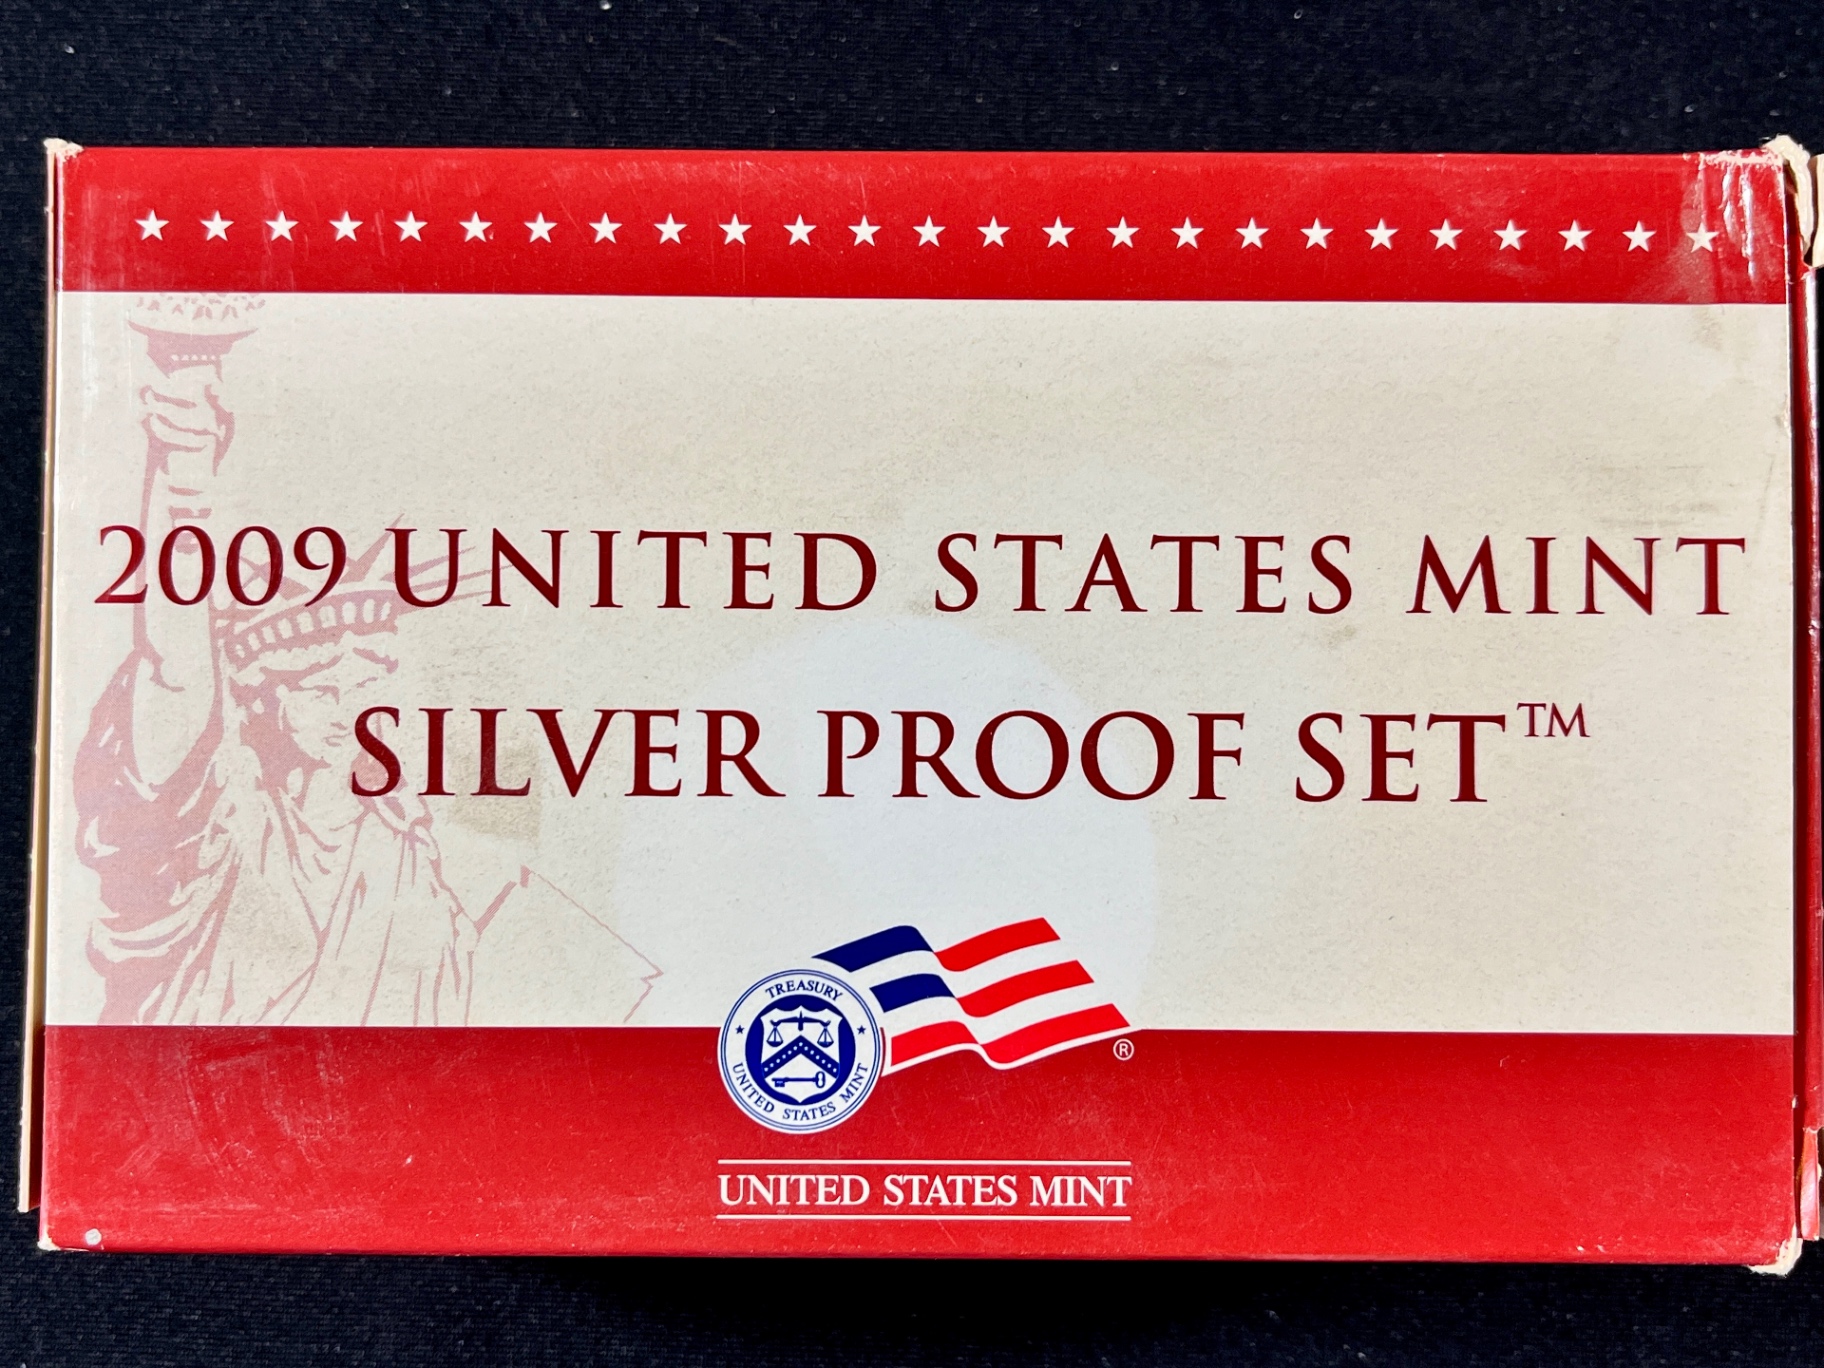 2009 UNITED STATES MINT
SILVER PROOF SET™
TREASURY
UNITED STATES MINT
®
UNITED STATES MINT